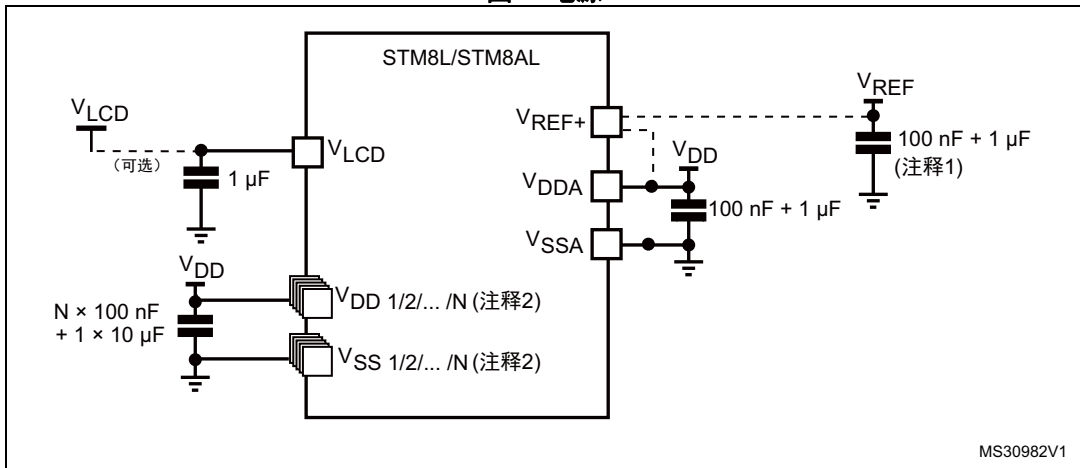 STM8L/STM8AL
VLCD
(可选)
1 µF
VLCD
VDD
N × 100 nF
+ 1 × 10 µF
VDD 1/2/... /N (注释2)
VSS 1/2/... /N (注释2)
VREF+
VDDA
VSSA
VDD
100 nF + 1 µF
VREF
100 nF + 1 µF
(注释1)
MS30982V1